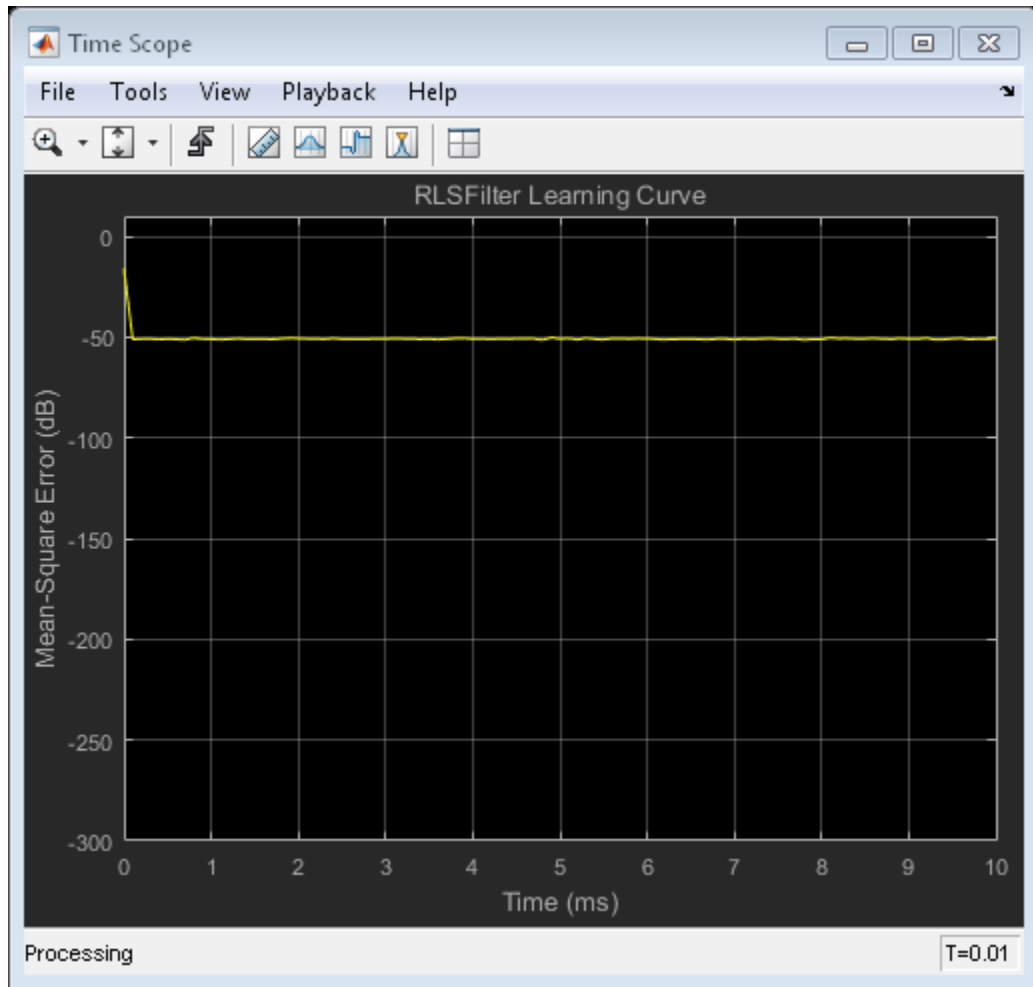 Time Scope
File Tools View Playback Help
RLSFilter Learning Curve
Mean-Square Error (dB)
0
-50
-100
-150
-200
-250
-300
0 1 2 3 4 5 6 7 8 9 10
Time (ms)
Processing T=0.01